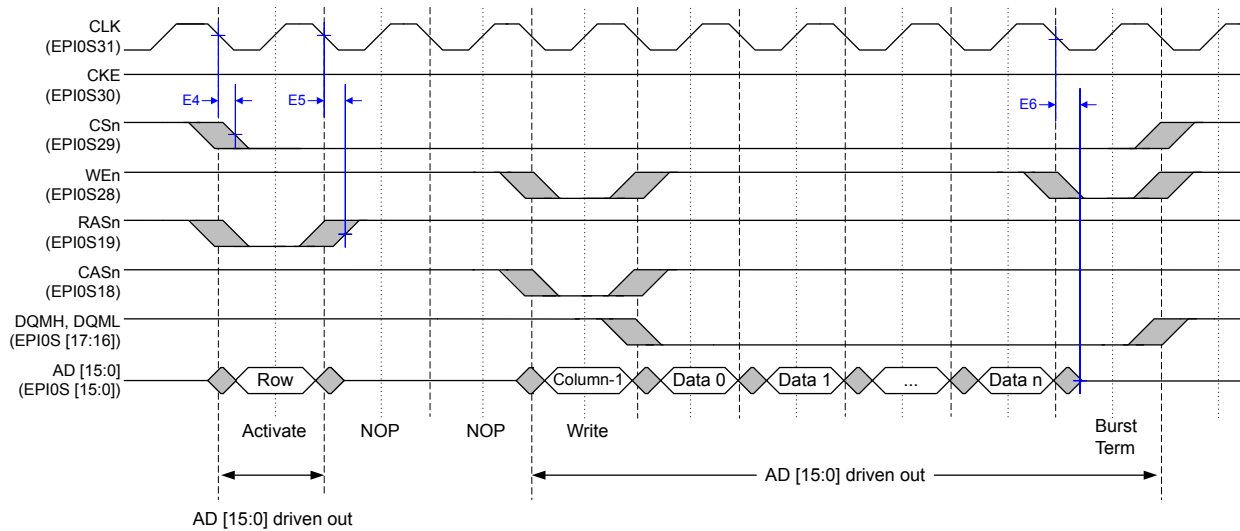 CLK
(EPI0S31)
CKE
(EPI0S30)
E4
E5
E6
CSn
(EPI0S29)
WEn
(EPI0S28)
RASn
(EPI0S19)
CASn
(EPI0S18)
DQMH, DQML
(EPI0S [17:16])
AD [15:0]
(EPI0S [15:0])
Row
Column-1
Data 0
Data 1
...
Data n
Activate
NOP
NOP
Write
Burst
Term
AD [15:0] driven out
AD [15:0] driven out